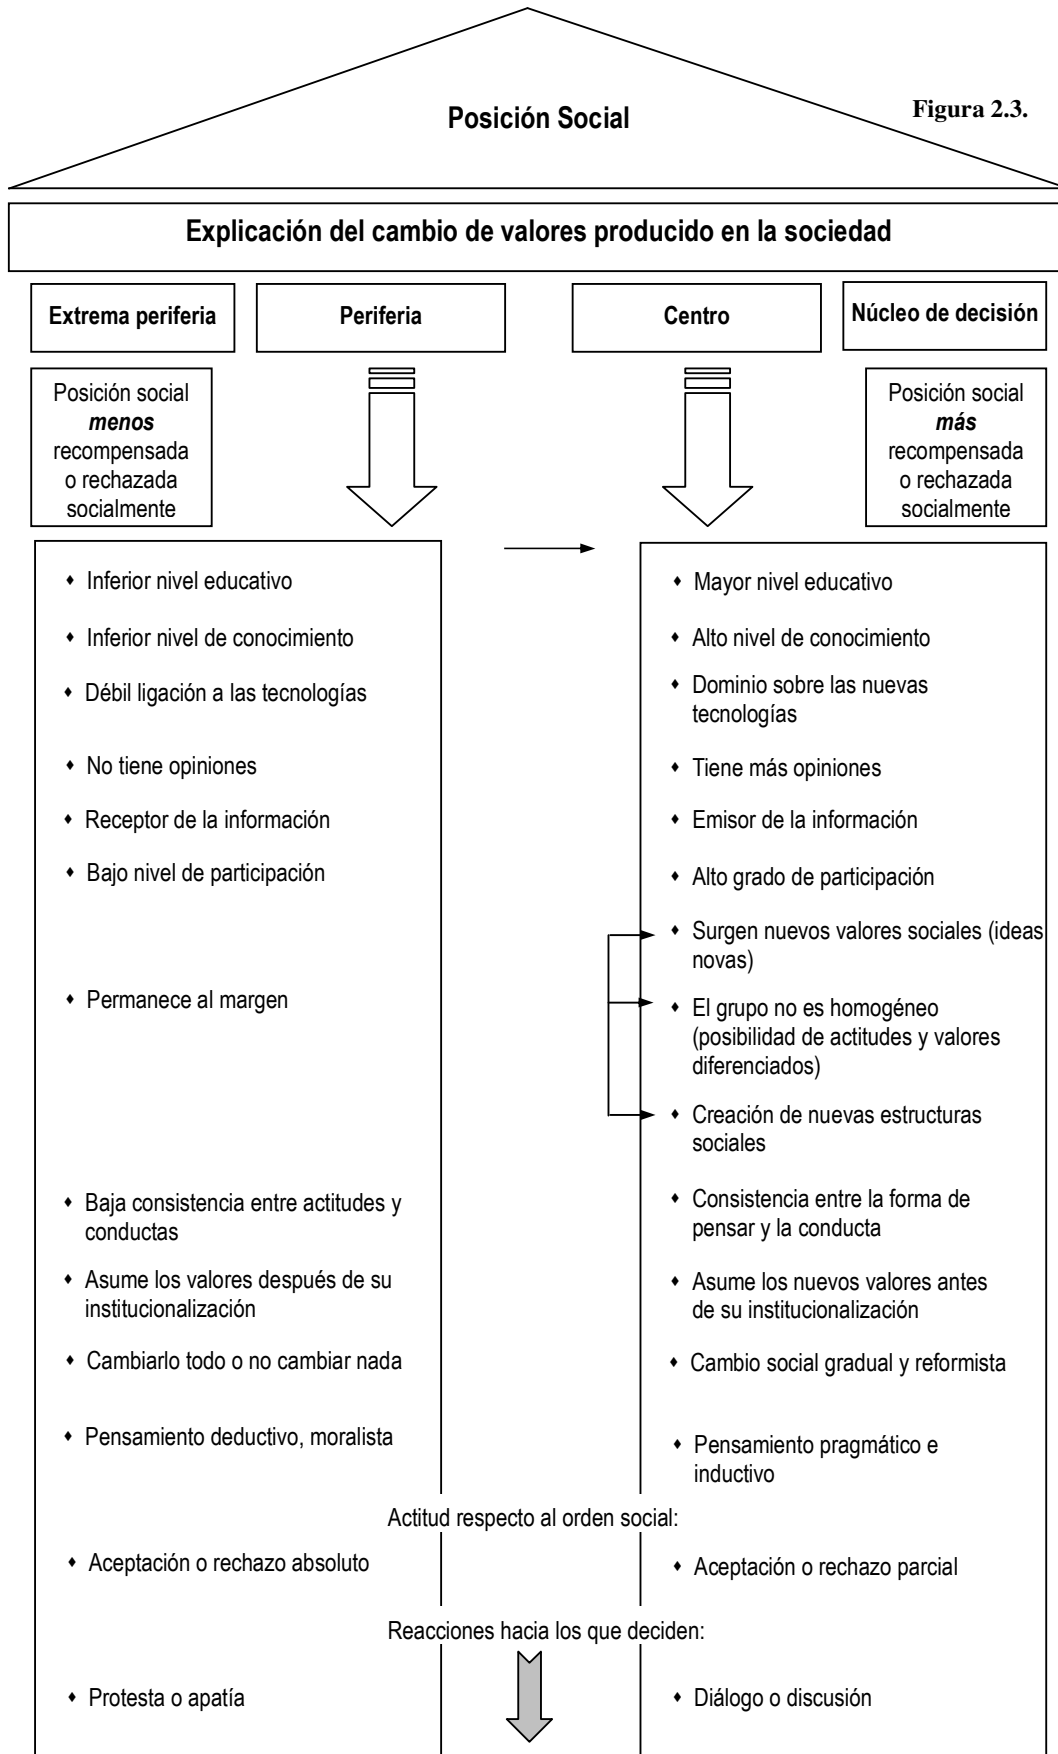 Posición Social
Figura 2.3.
Explicación del cambio de valores producido en la sociedad
Extrema periferia
Periferia
Centro
Núcleo de decisión
Posición social
menos
recompensada
o rechazada
socialmente
Posición social
más
recompensada
o rechazada
socialmente
♦ Inferior nivel educativo
♦ Inferior nivel de conocimiento
♦ Débil ligación a las tecnologías
♦ No tiene opiniones
♦ Receptor de la información
♦ Bajo nivel de participación
♦ Permanece al margen
♦ Baja consistencia entre actitudes y
conductas
♦ Asume los valores después de su
institucionalización
♦ Cambiarlo todo o no cambiar nada
♦ Pensamiento deductivo, moralista
♦ Mayor nivel educativo
♦ Alto nivel de conocimiento
♦ Dominio sobre las nuevas
tecnologías
♦ Tiene más opiniones
♦ Emisor de la información
♦ Alto grado de participación
♦ Surgen nuevos valores sociales (ideas
novas)
♦ El grupo no es homogéneo
(posibilidad de actitudes y valores
diferenciados)
♦ Creación de nuevas estructuras
sociales
♦ Consistencia entre la forma de
pensar y la conducta
♦ Asume los nuevos valores antes
de su institucionalización
♦ Cambio social gradual y reformista
♦ Pensamiento pragmático e
inductivo
Actitud respecto al orden social:
♦ Aceptación o rechazo absoluto
♦ Aceptación o rechazo parcial
Reacciones hacia los que deciden:
♦ Protesta o apatía
♦ Diálogo o discusión